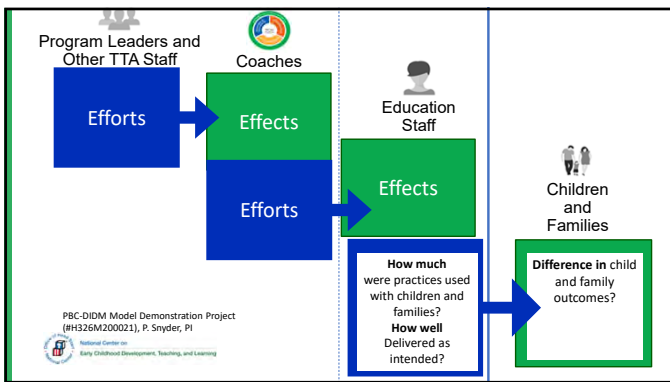 Program Leaders and
Other TTA Staff
Coaches
Education
Staff
Children
and
Families
Efforts
Effects
Efforts
Effects
How much
were practices used
with children and
families?
How well
Delivered as
intended?
Difference in child
and family
outcomes?
PBC-DIDM Model Demonstration Project
(#H326M200021), P. Snyder, PI
National Center on
Early Childhood Development, Teaching, and Learning